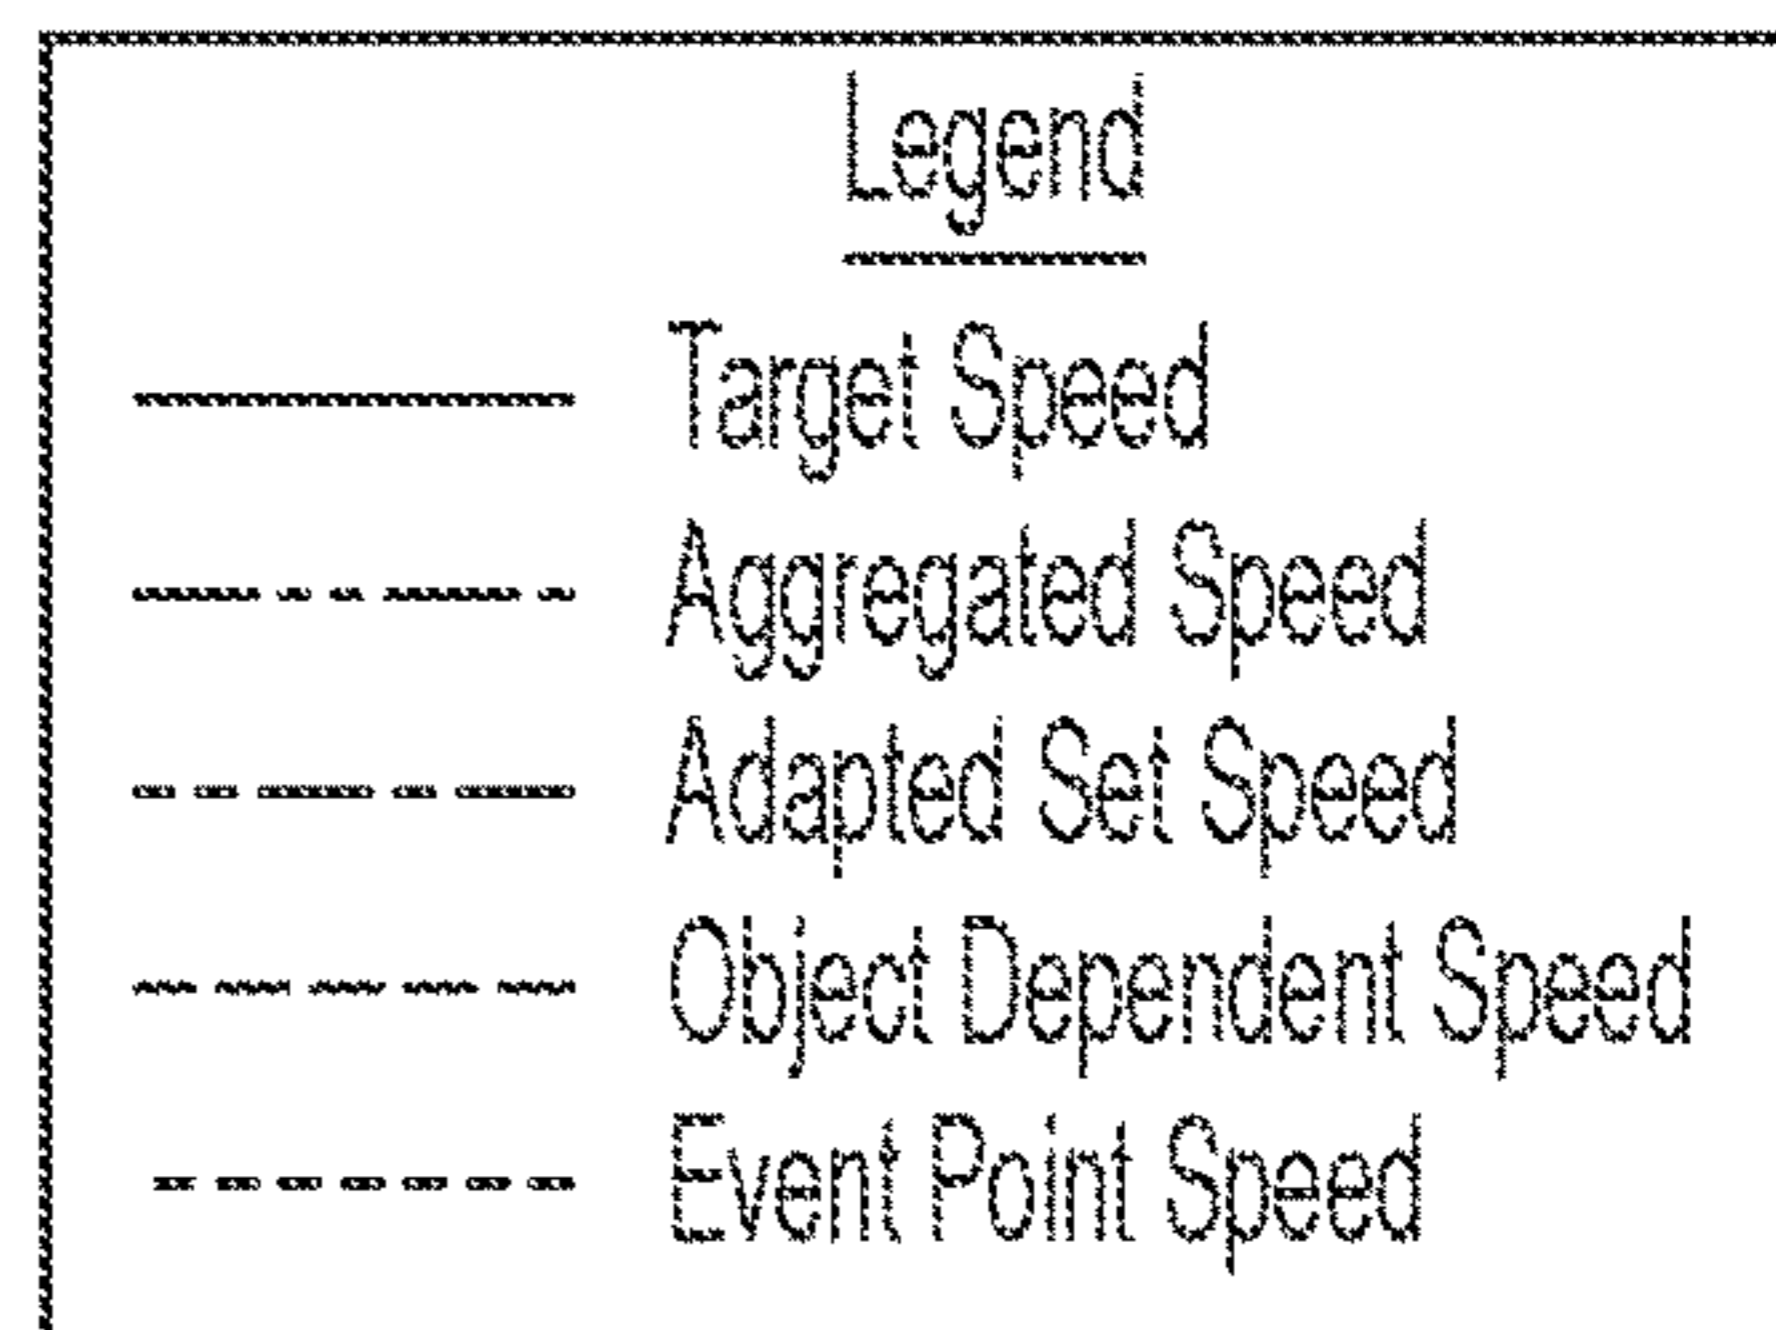 Legend
Target Speed
Aggregated Speed
Adapted Set Speed
Object Dependent Speed
Event Point Speed